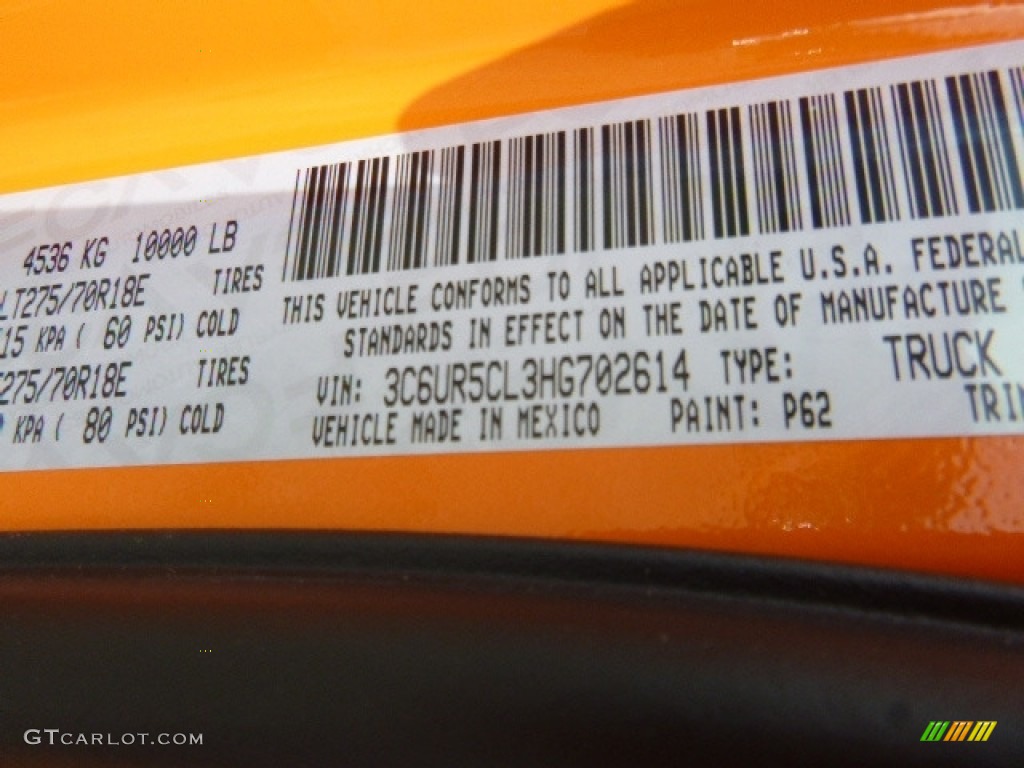 4536 KG 10000 LB
LT275/70R18E TIRES
15 KPA ( 60 PSI) COLD
275/70R18E TIRES
KPA ( 80 PSI) COLD
THIS VEHICLE CONFORMS TO ALL APPLICABLE U.S.A. FEDERAL
STANDARDS IN EFFECT ON THE DATE OF MANUFACTURE
VIN: 3C6UR5CL3HG702614 TYPE: TRUCK
VEHICLE MADE IN MEXICO PAINT: P62 TRIM
GTCARLOT.COM